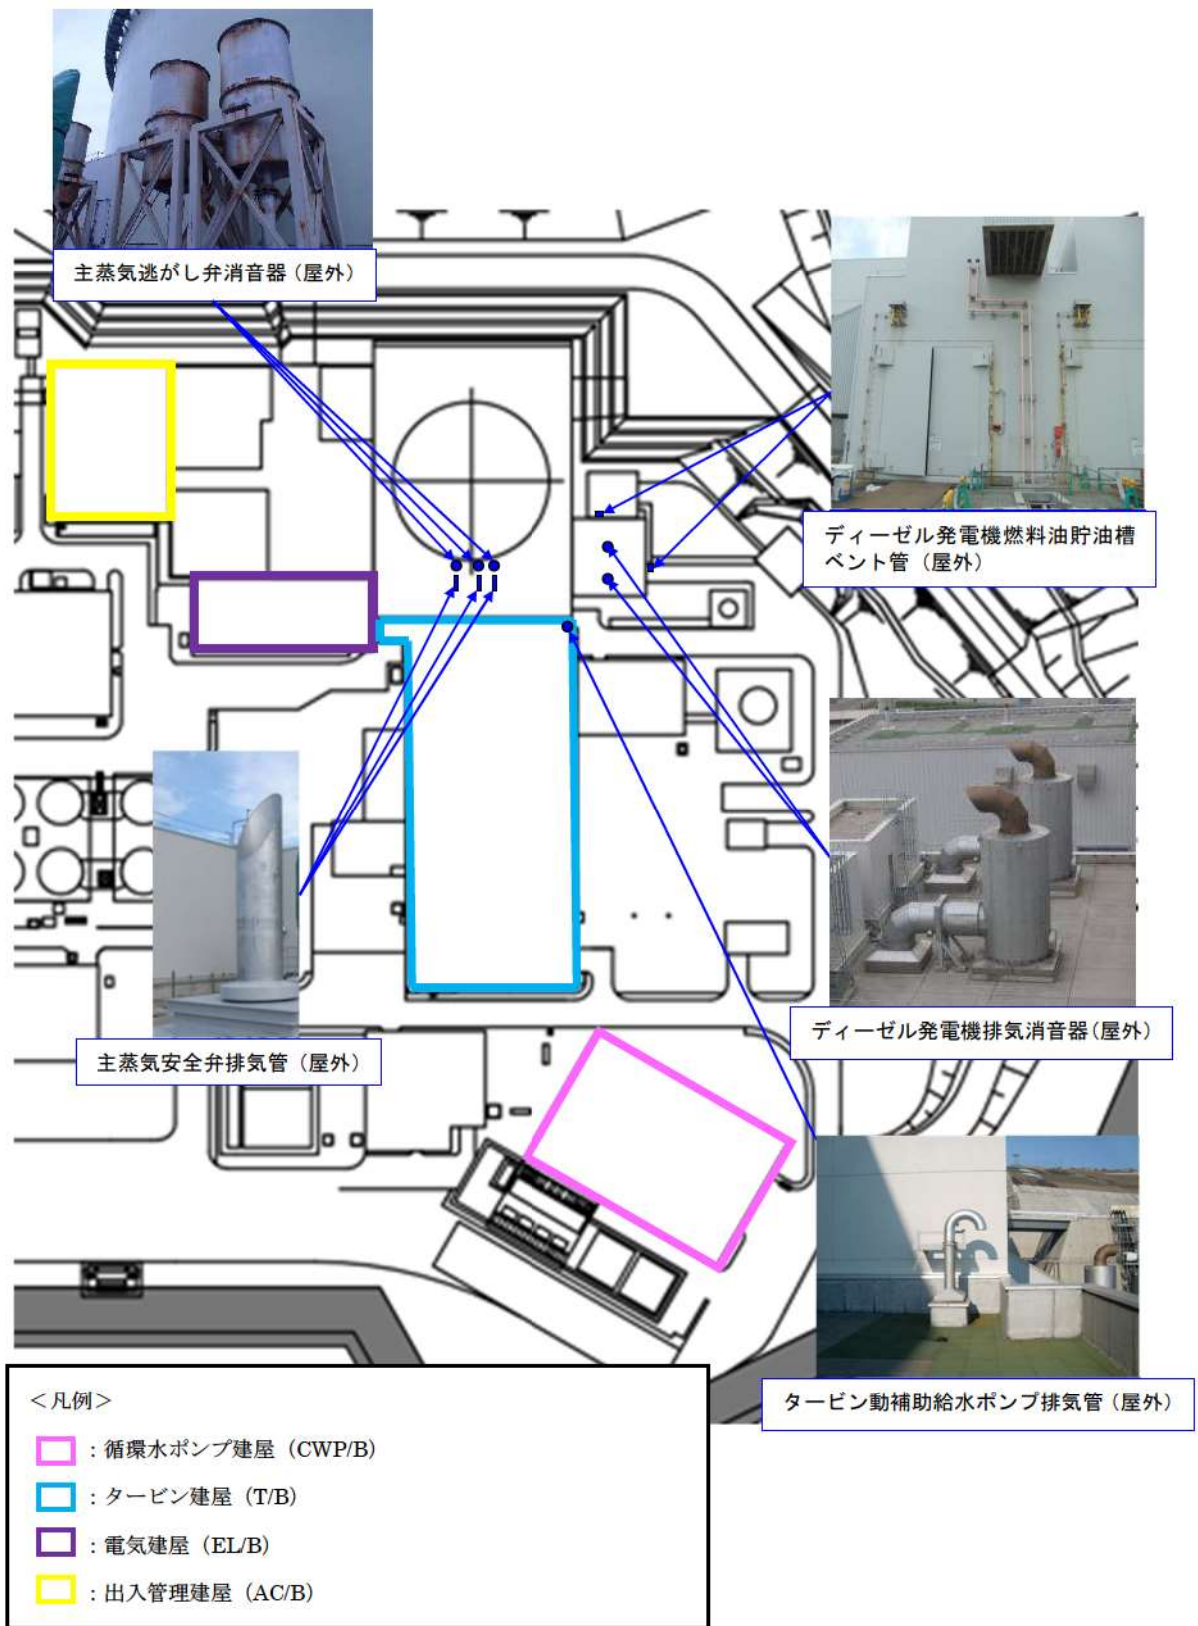 主蒸気逃がし弁消音器（屋外）
ディーゼル発電機燃料油貯油槽
ベント管（屋外）
主蒸気安全弁排気管（屋外）
ディーゼル発電機排気消音器（屋外）
タービン動補助給水ポンプ排気管（屋外）
＜凡例＞
：循環水ポンプ建屋（CWP/B）
：タービン建屋（T/B）
：電気建屋（EL/B）
：出入管理建屋（AC/B）